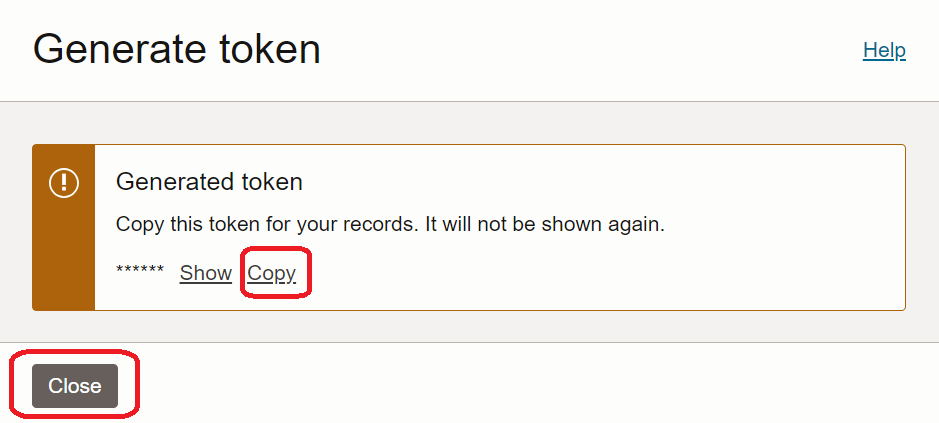 Generate token
Help
Generated token
Copy this token for your records. It will not be shown again.
****** Show Copy
Close